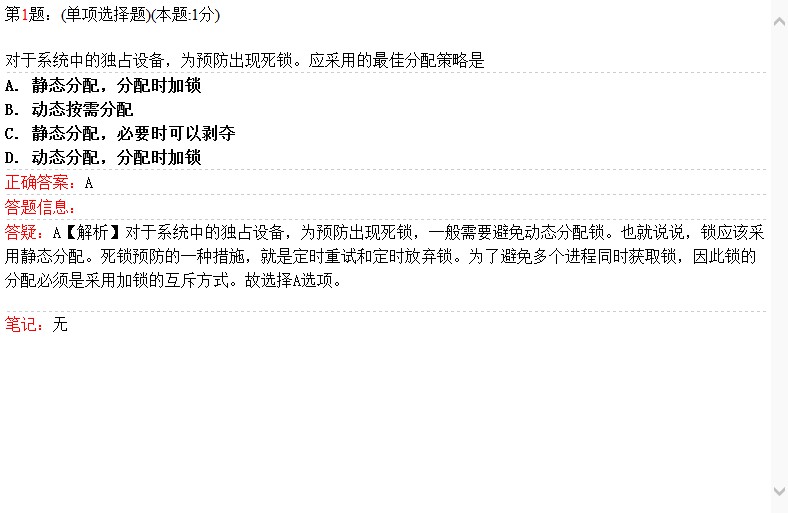 第1题：(单项选择题)(本题:1分)
对于系统中的独占设备，为预防出现死锁。应采用的最佳分配策略是
A. 静态分配，分配时加锁
B. 动态按需分配
C. 静态分配，必要时可以剥夺
D. 动态分配，分配时加锁
正确答案：A
答题信息：
答疑：A【解析】对于系统中的独占设备，为预防出现死锁，一般需要避免动态分配锁。也就说说，锁应该采
用静态分配。死锁预防的一种措施，就是定时重试和定时放弃锁。为了避免多个进程同时获取锁，因此锁的
分配必须是采用加锁的互斥方式。故选择A选项。
笔记：无